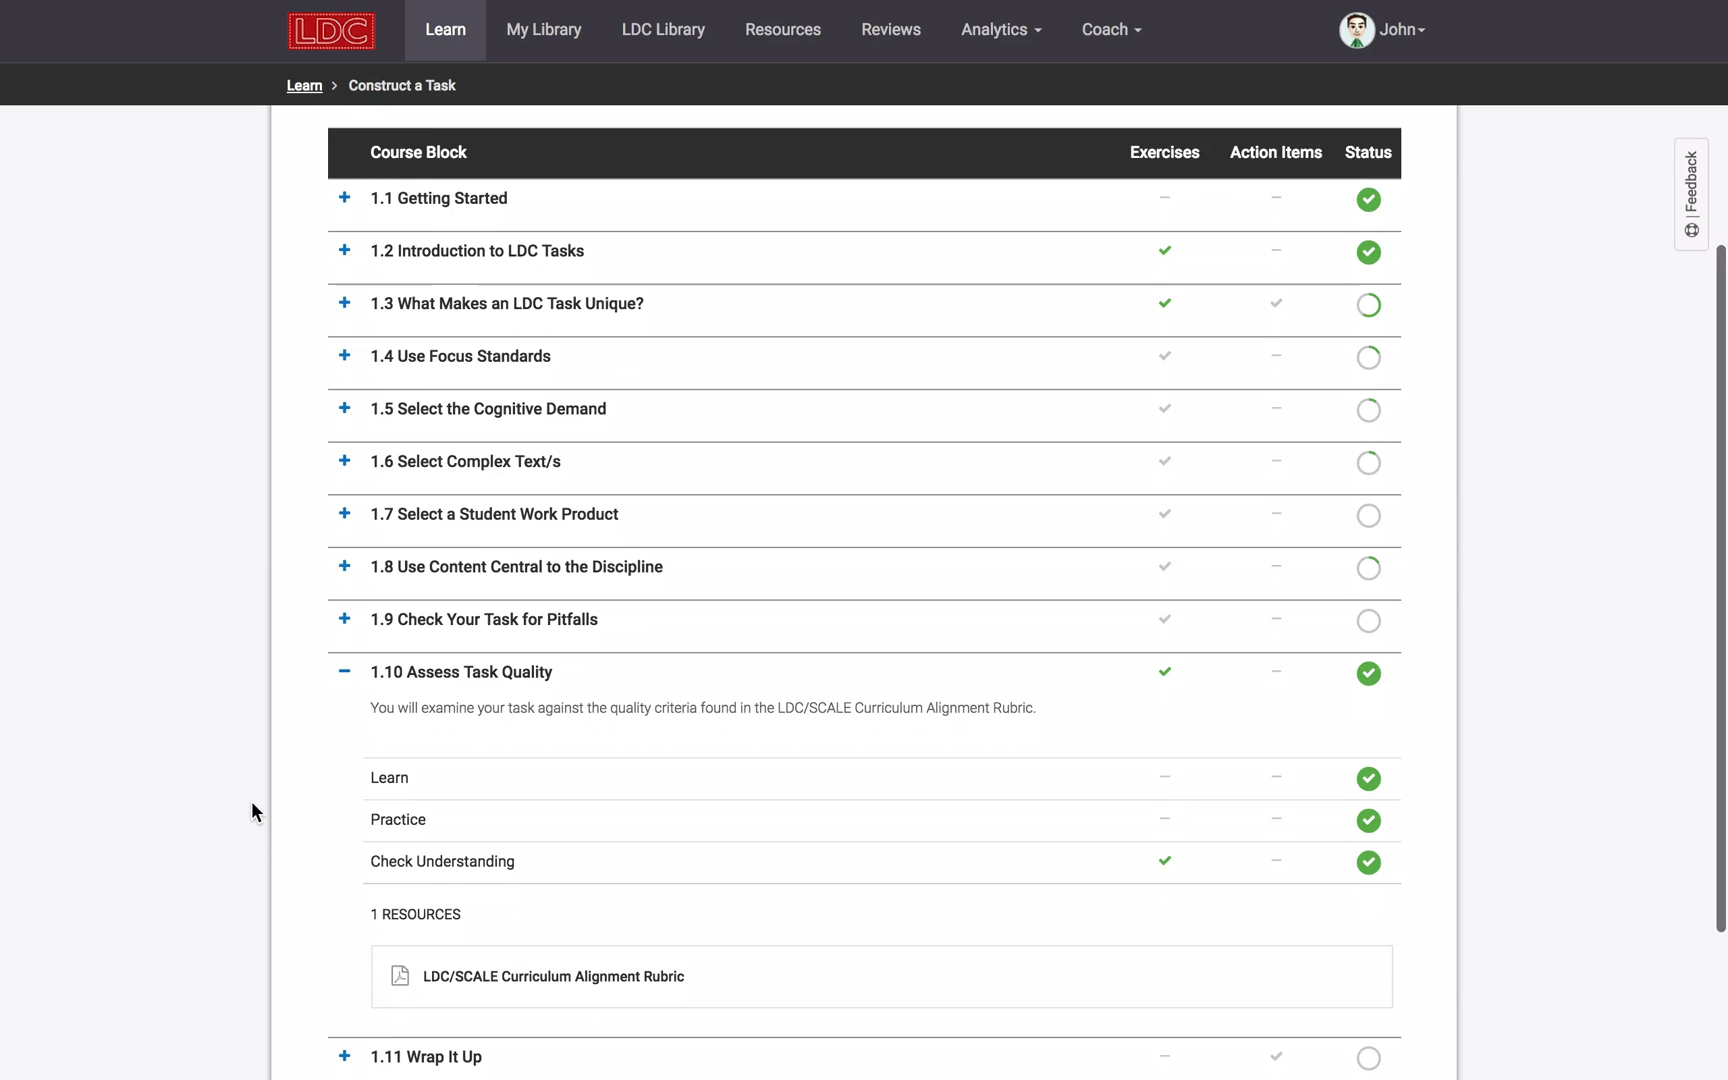 LDC Learn My Library LDC Library Resources Reviews Analytics Coach John
Learn > Construct a Task
Course Block Exercises Action Items Status
1.1 Getting Started
1.2 Introduction to LDC Tasks
1.3 What Makes an LDC Task Unique?
1.4 Use Focus Standards
1.5 Select the Cognitive Demand
1.6 Select Complex Text/s
1.7 Select a Student Work Product
1.8 Use Content Central to the Discipline
1.9 Check Your Task for Pitfalls
1.10 Assess Task Quality
You will examine your task against the quality criteria found in the LDC/SCALE Curriculum Alignment Rubric.
Learn
Practice
Check Understanding
1 RESOURCES
LDC/SCALE Curriculum Alignment Rubric
1.11 Wrap It Up
| Feedback